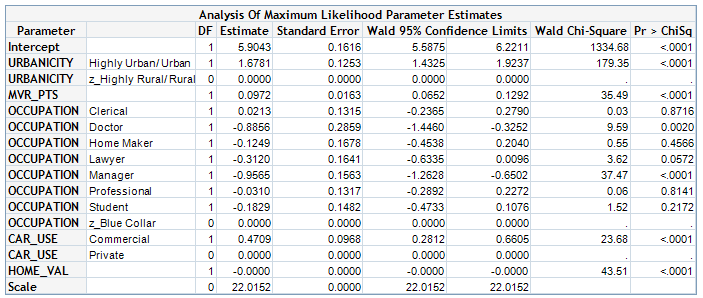 Analysis Of Maximum Likelihood Parameter Estimates
Parameter DF Estimate Standard Error Wald 95% Confidence Limits Wald Chi-Square Pr > ChiSq
Intercept 1 5.9043 0.1616 5.5875 6.2211 1334.68 <.0001
URBANICITY Highly Urban/ Urban 1 1.6781 0.1253 1.4325 1.9237 179.35 <.0001
URBANICITY z_Highly Rural/ Rural 0 0.0000 0.0000 0.0000 0.0000 . .
MVR_PTS 1 0.0972 0.0163 0.0652 0.1292 35.49 <.0001
OCCUPATION Clerical 1 0.0213 0.1315 -0.2365 0.2790 0.03 0.8716
OCCUPATION Doctor 1 -0.8856 0.2859 -1.4460 -0.3252 9.59 0.0020
OCCUPATION Home Maker 1 -0.1249 0.1678 -0.4538 0.2040 0.55 0.4566
OCCUPATION Lawyer 1 -0.3120 0.1641 -0.6335 0.0096 3.62 0.0572
OCCUPATION Manager 1 -0.9565 0.1563 -1.2628 -0.6502 37.47 <.0001
OCCUPATION Professional 1 -0.0310 0.1317 -0.2892 0.2272 0.06 0.8141
OCCUPATION Student 1 -0.1829 0.1482 -0.4733 0.1076 1.52 0.2172
OCCUPATION z_Blue Collar 0 0.0000 0.0000 0.0000 0.0000 . .
CAR_USE Commercial 1 0.4709 0.0968 0.2812 0.6605 23.68 <.0001
CAR_USE Private 0 0.0000 0.0000 0.0000 0.0000 . .
HOME_VAL 1 -0.0000 0.0000 -0.0000 -0.0000 43.51 <.0001
Scale 0 22.0152 0.0000 22.0152 22.0152